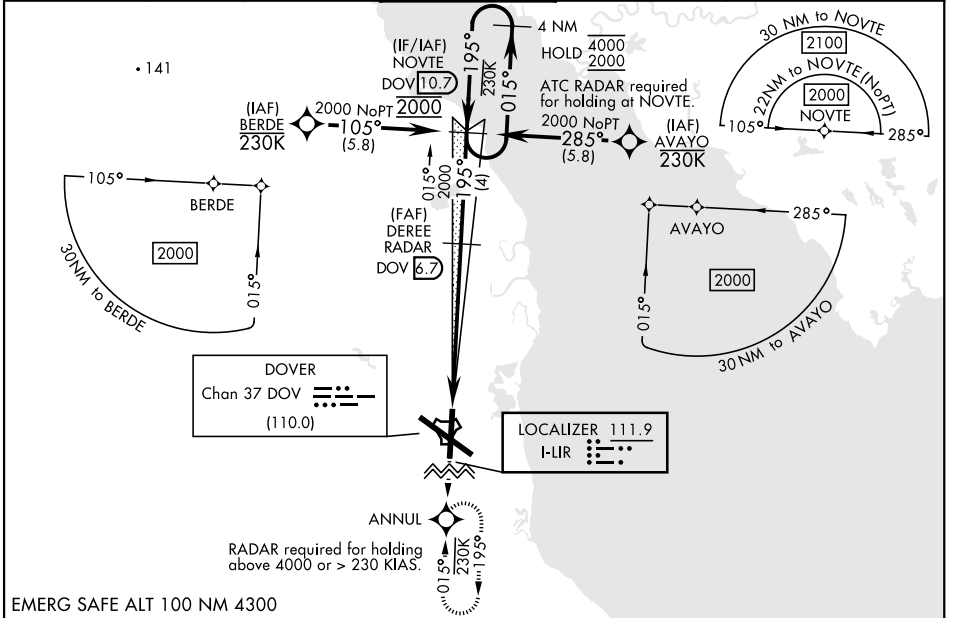 4 NM
HOLD 4000
2000
195°
230K
015°
(IF/IAF)
NOVTE
DOV 10.7
2000
ATC RADAR required
for holding at NOVTE.
30 NM to NOVTE
2100
22NM to NOVTE (NoPT)
2000
NOVTE
105°
285°
141
(IAF)
BERDE
230K
2000 NoPT
105°
(5.8)
2000 NoPT
285°
(5.8)
(IAF)
AVAYO
230K
015°
2000
195°
(4)
(FAF)
DEREE
RADAR
DOV 6.7
105°
BERDE
2000
015°
30NM to BERDE
285°
AVAYO
2000
015°
30 NM to AVAYO
DOVER
Chan 37 DOV
(110.0)
LOCALIZER 111.9
I-LIR
ANNUL
RADAR required for holding
above 4000 or > 230 KIAS.
015°
230K
195°
EMERG SAFE ALT 100 NM 4300